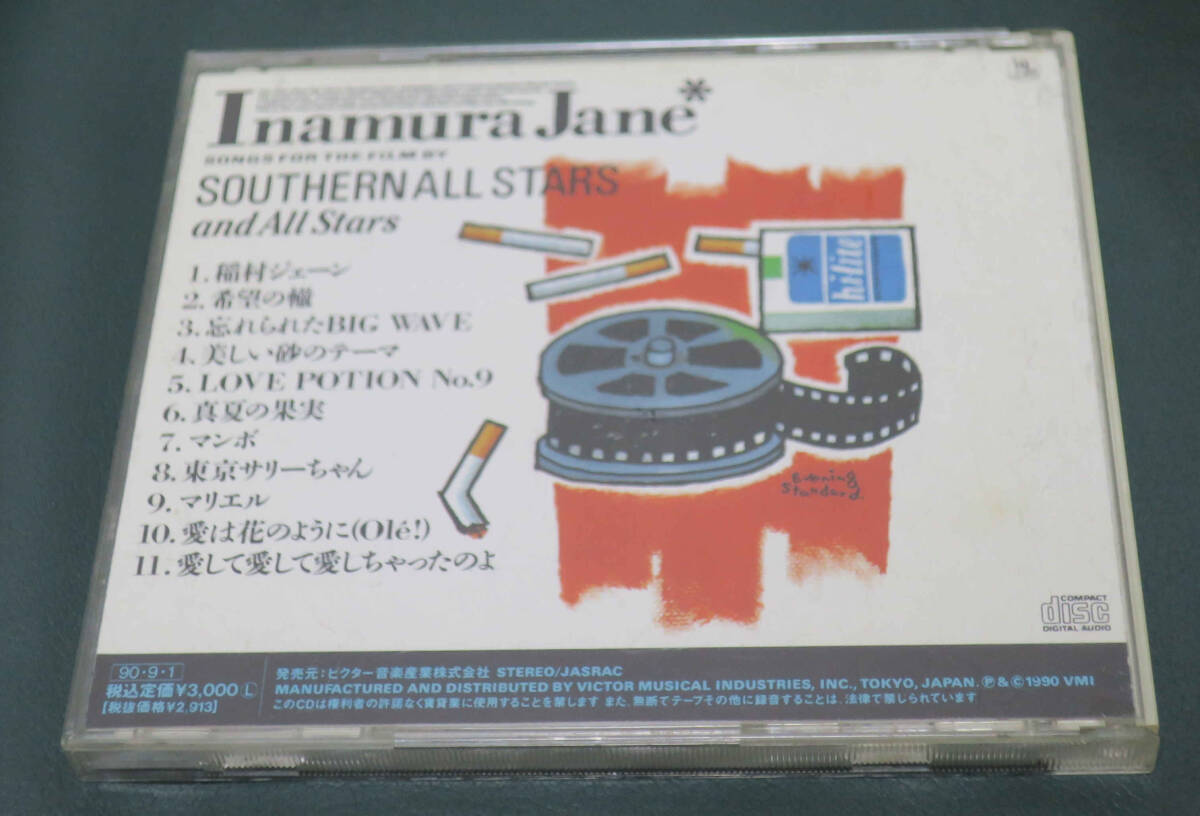 Inamura Jane*
SONGS FOR THE FILM BY
SOUTHERN ALL STARS
and All Stars
1. 稲村ジェーン
2. 希望の轍
3. 忘れられたBIG WAVE
4. 美しい砂のテーマ
5. LOVE POTION No.9
6. 真夏の果実
7. マンボ
8. 東京サリーちゃん
9. マリエル
10. 愛は花のように(Olé!)
11. 愛して愛して愛しちゃったのよ
hi-lite
Evening
Standard.
COMPACT
disc
DIGITAL AUDIO
90・9・1
税込定価¥3,000 Ⓛ
【税抜価格¥2,913】
発売元:ビクター音楽産業株式会社 STEREO/JASRAC
MANUFACTURED AND DISTRIBUTED BY VICTOR MUSICAL INDUSTRIES, INC., TOKYO, JAPAN. Ⓟ&©1990 VMI
このCDは権利者の許諾なく賃貸業に使用することを禁じます また、無断でテープその他に録音することは、法律で禁じられています